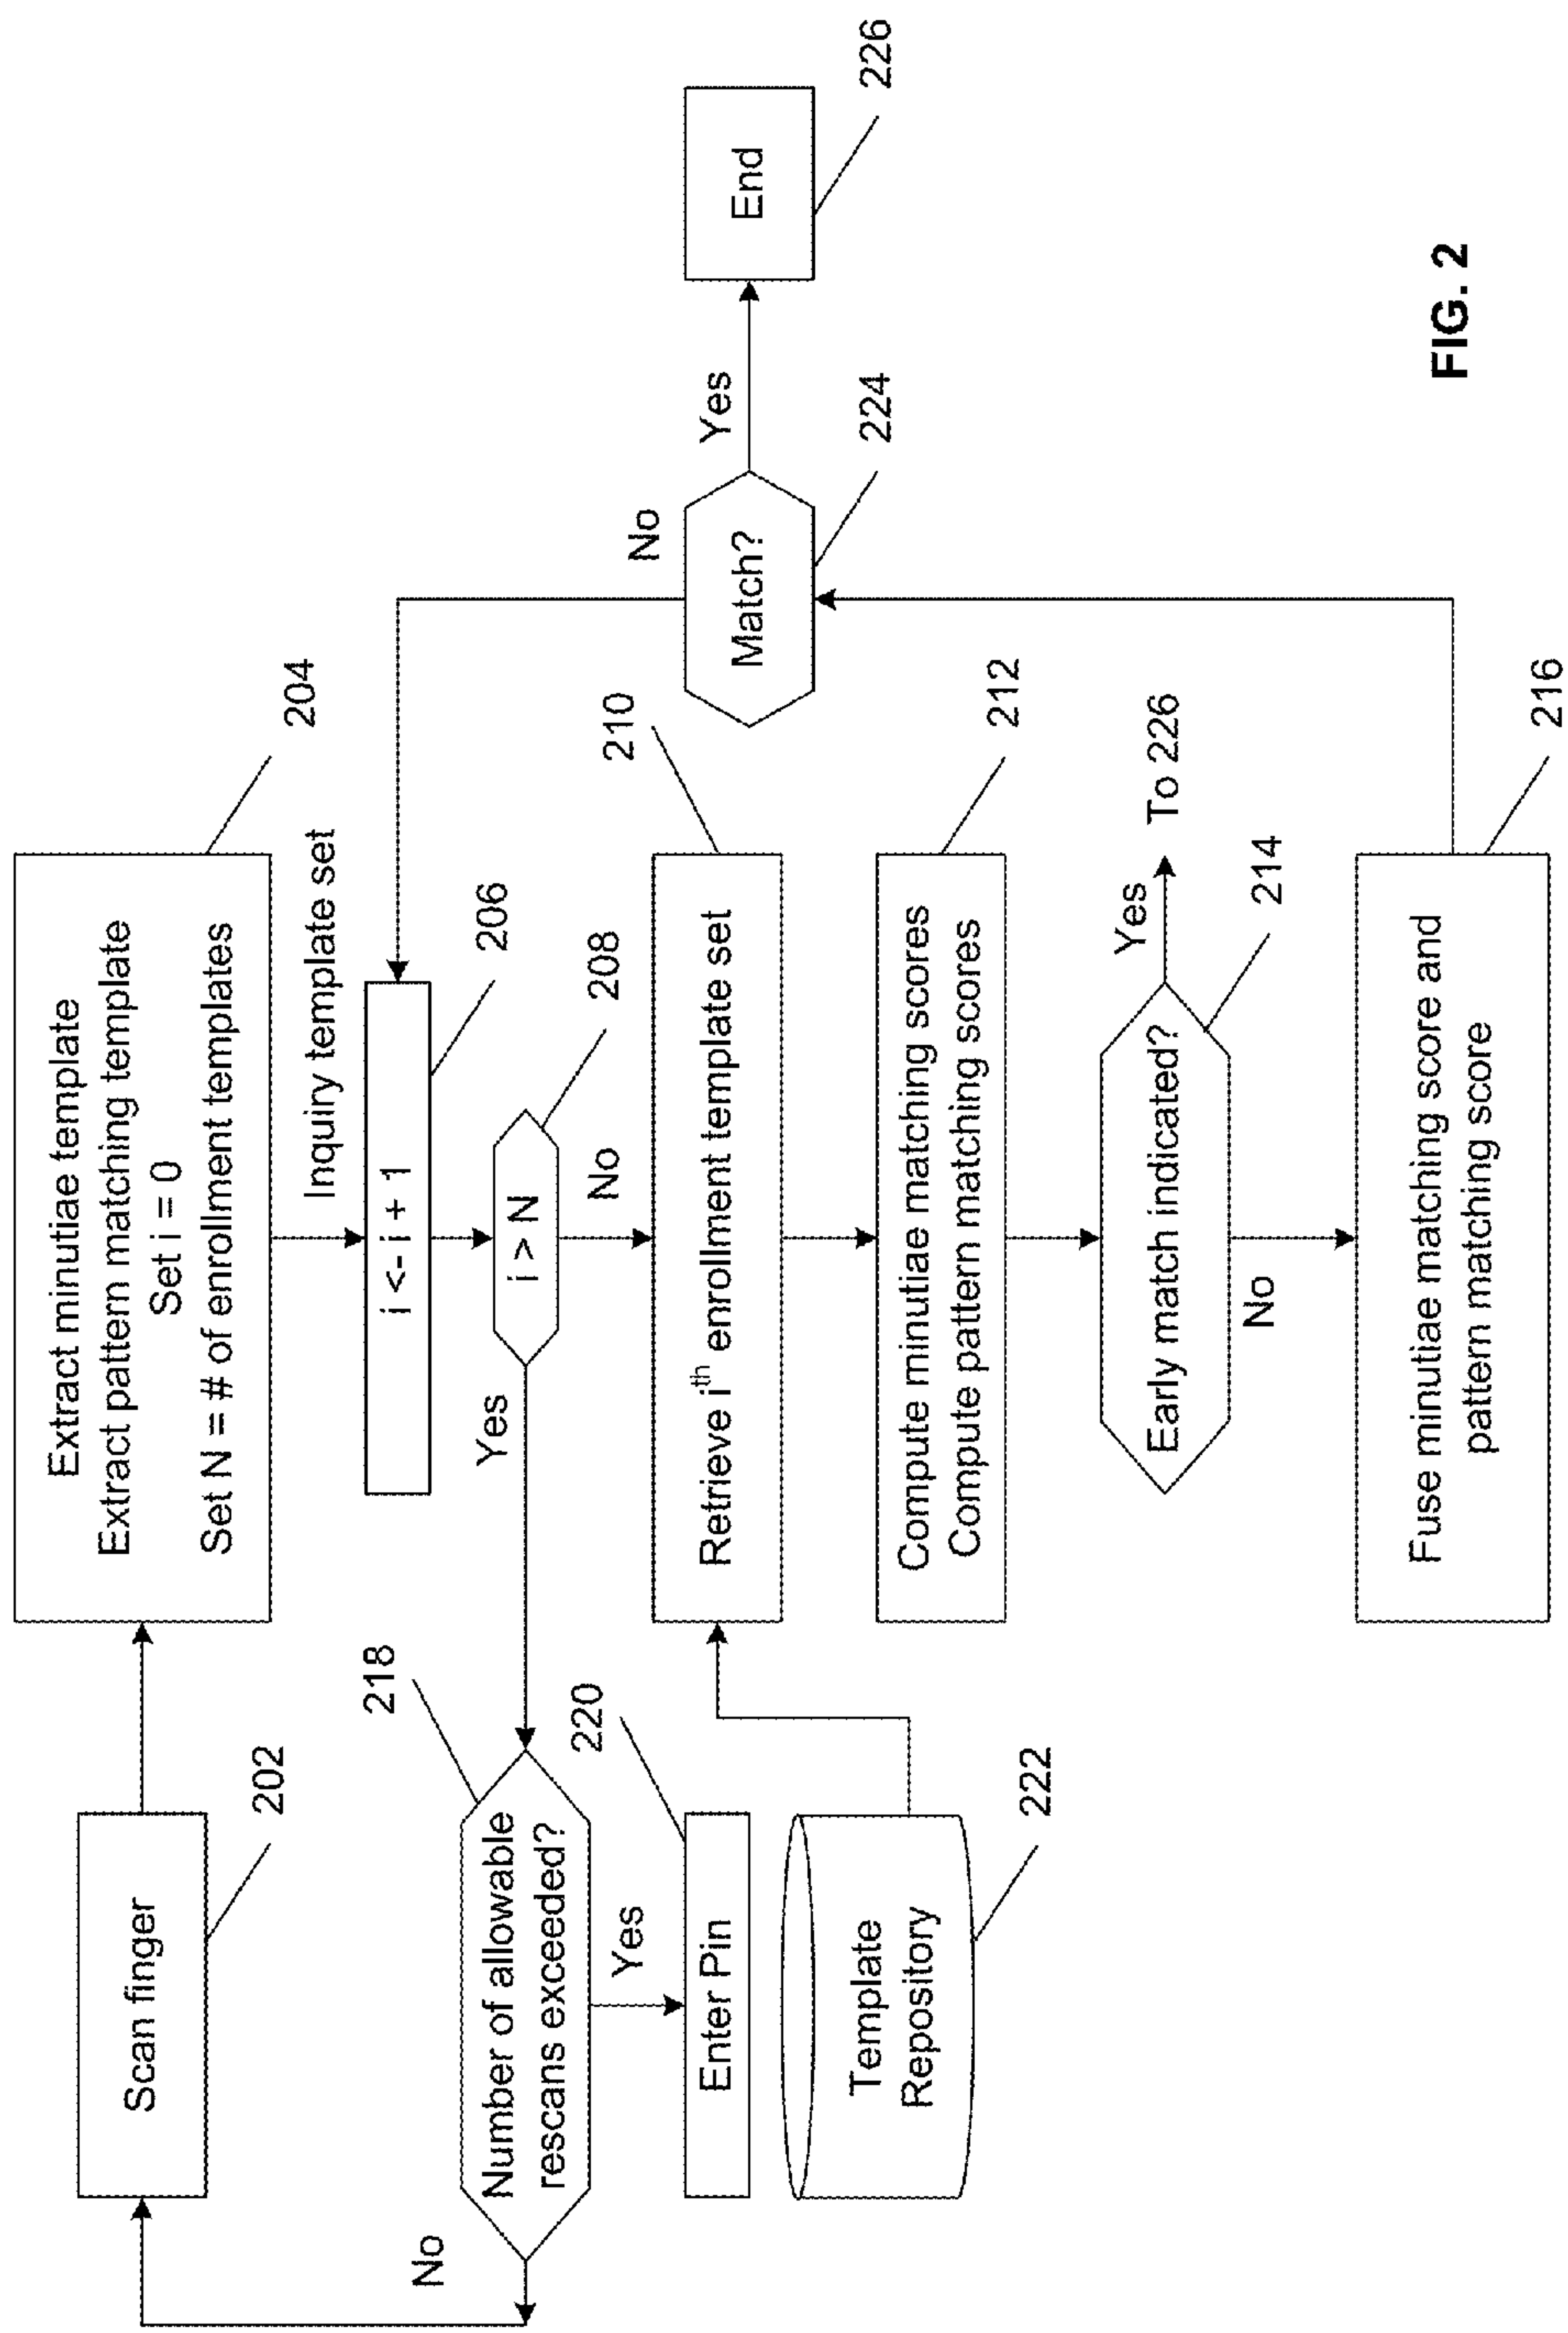 Scan finger
202
Extract minutiae template
Extract pattern matching template
Set i = 0
Set N = # of enrollment templates
204
Inquiry template set
i <- i + 1
206
i > N
208
Yes
No
Number of allowable
rescans exceeded?
218
No
Yes
Enter Pin
220
Template
Repository
222
Retrieve iᵗʰ enrollment template set
210
Compute minutiae matching scores
Compute pattern matching scores
212
Early match indicated?
214
Yes
To 226
No
Fuse minutiae matching score and
pattern matching score
216
Match?
224
No
Yes
End
226
FIG. 2